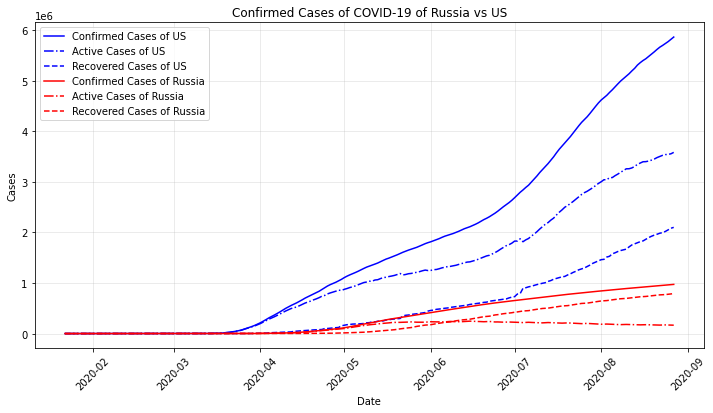 Confirmed Cases of COVID-19 of Russia vs US
1e6
Confirmed Cases of US
Active Cases of US
Recovered Cases of US
Confirmed Cases of Russia
Active Cases of Russia
Recovered Cases of Russia
6
5
4
3
2
1
0
Cases
2020-02
2020-03
2020-04
2020-05
2020-06
2020-07
2020-08
2020-09
Date